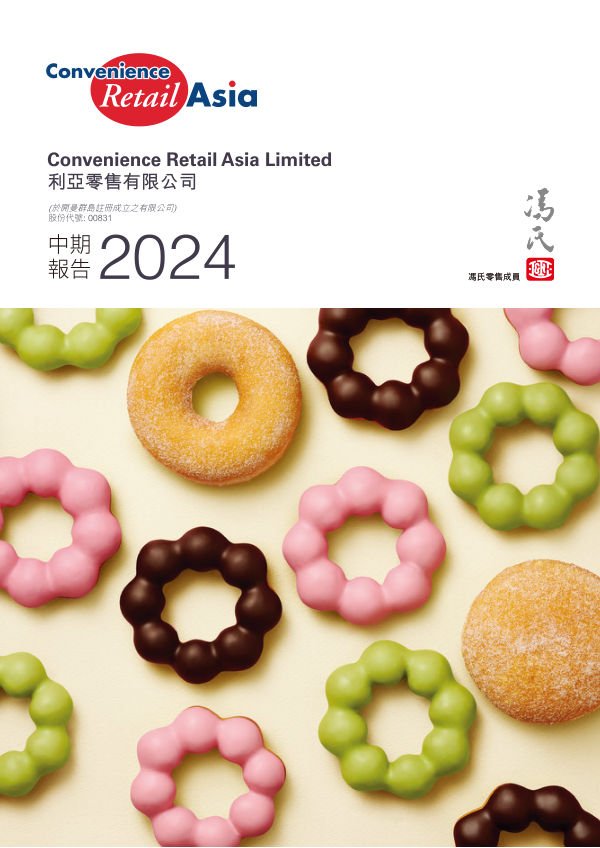 Convenience
Retail Asia
Convenience Retail Asia Limited
利亞零售有限公司
(於開曼群島註冊成立之有限公司)
股份代號: 00831
中期
報告 2024
馮氏
馮氏零售成員